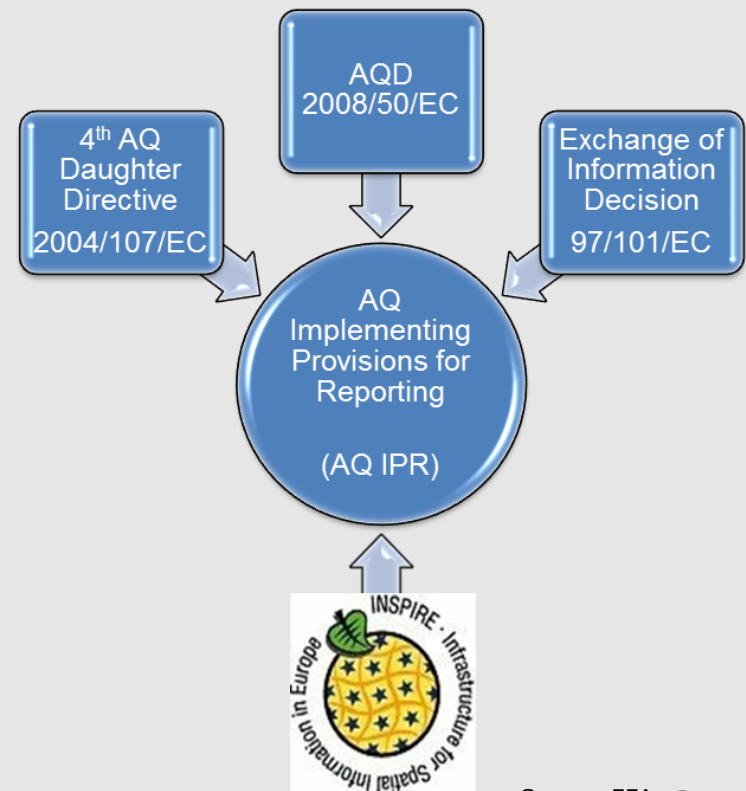 AQD
2008/50/EC
4th AQ
Daughter
Directive
2004/107/EC
Exchange of
Information
Decision
97/101/EC
AQ
Implementing
Provisions for
Reporting
(AQ IPR)
INSPIRE · Infrastructure for Spatial Information in Europe